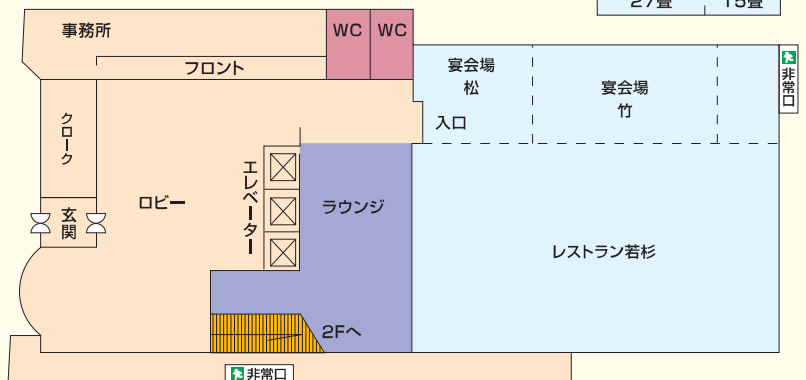 27畳
15畳
事務所
WC
WC
フロント
宴会場
松
宴会場
竹
非常口
クローク
入口
エレベーター
ロビー
玄関
ラウンジ
レストラン若杉
2Fへ
非常口